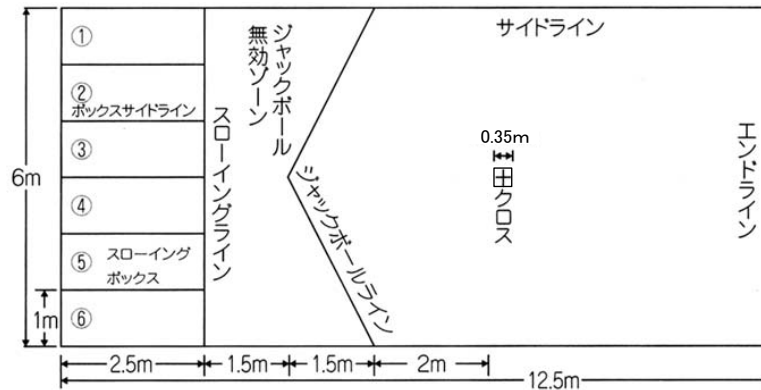 ①
②
ボックスサイドライン
③
④
⑤
スローイング
ボックス
⑥
6m
1m
スローイングライン
ジャックボール
無効ゾーン
ジャックボールライン
サイドライン
0.35m
クロス
エンドライン
2.5m
1.5m
1.5m
2m
12.5m